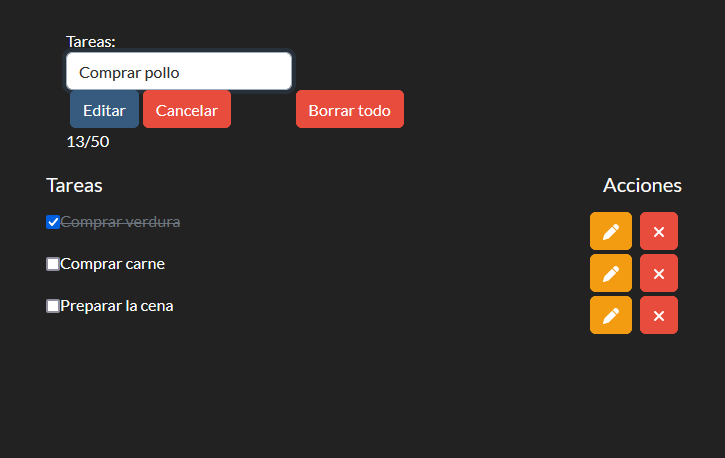 Tareas:
Comprar pollo
Editar Cancelar Borrar todo
13/50
Tareas Acciones
Comprar verdura
Comprar carne
Preparar la cena